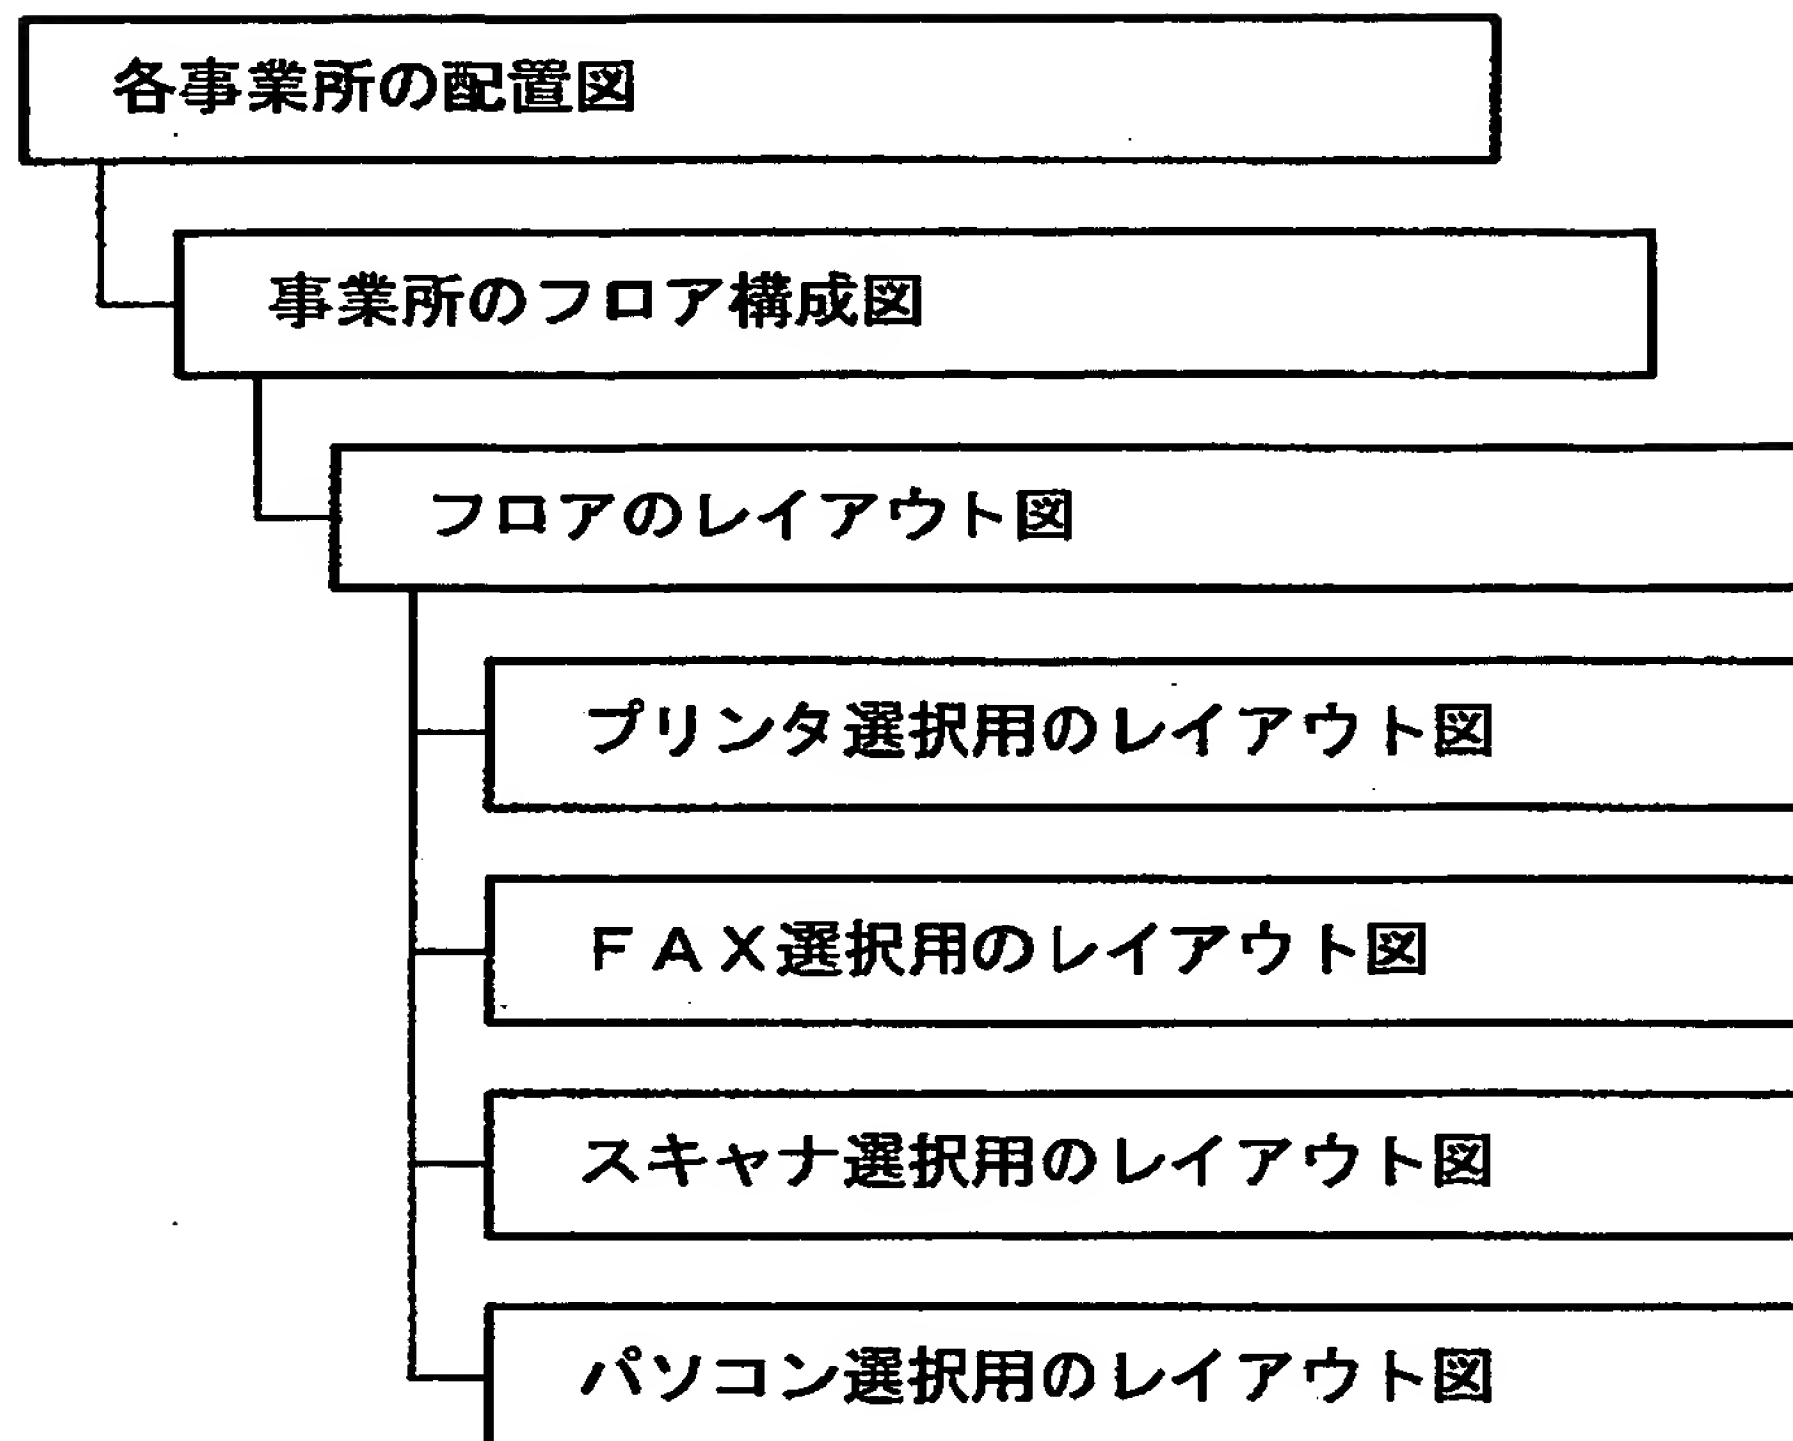 各事業所の配置図
事業所のフロア構成図
フロアのレイアウト図
プリンタ選択用のレイアウト図
ＦＡＸ選択用のレイアウト図
スキャナ選択用のレイアウト図
パソコン選択用のレイアウト図